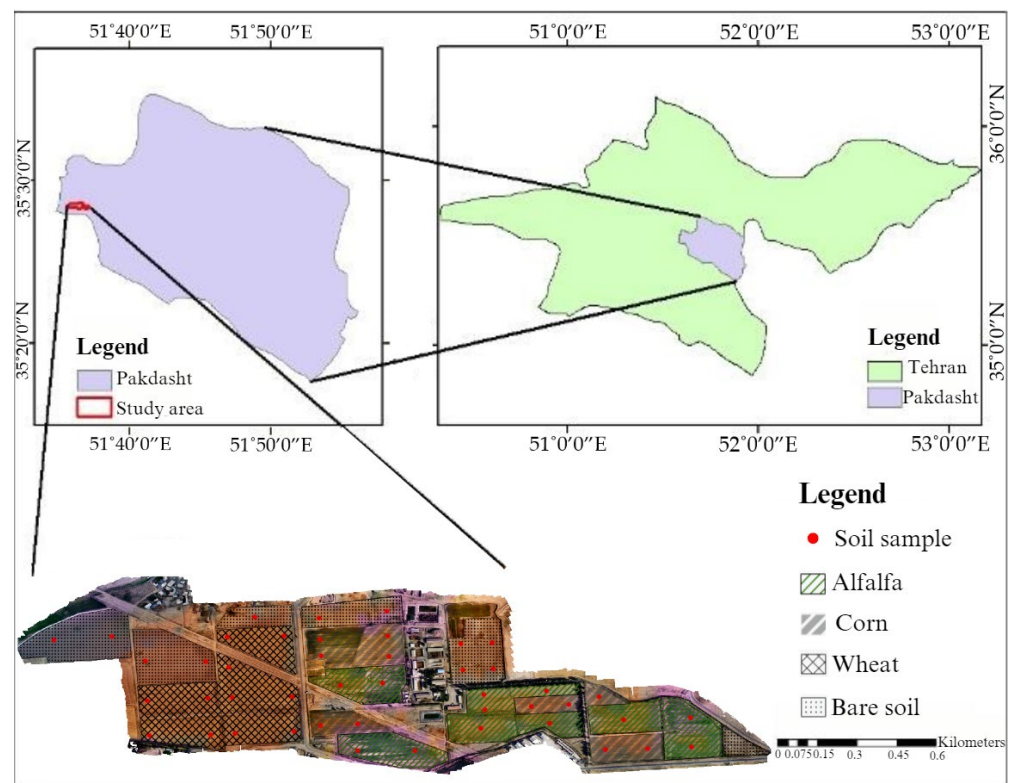 51°40′0″E 51°50′0″E
51°0′0″E 52°0′0″E 53°0′0″E
35°30′0″N
35°20′0″N
36°0′0″N
35°0′0″N
Legend
Pakdasht
Study area
Legend
Tehran
Pakdasht
51°40′0″E 51°50′0″E
51°0′0″E 52°0′0″E 53°0′0″E
Legend
Soil sample
Alfalfa
Corn
Wheat
Bare soil
Kilometers
0 0.0750.15 0.3 0.45 0.6